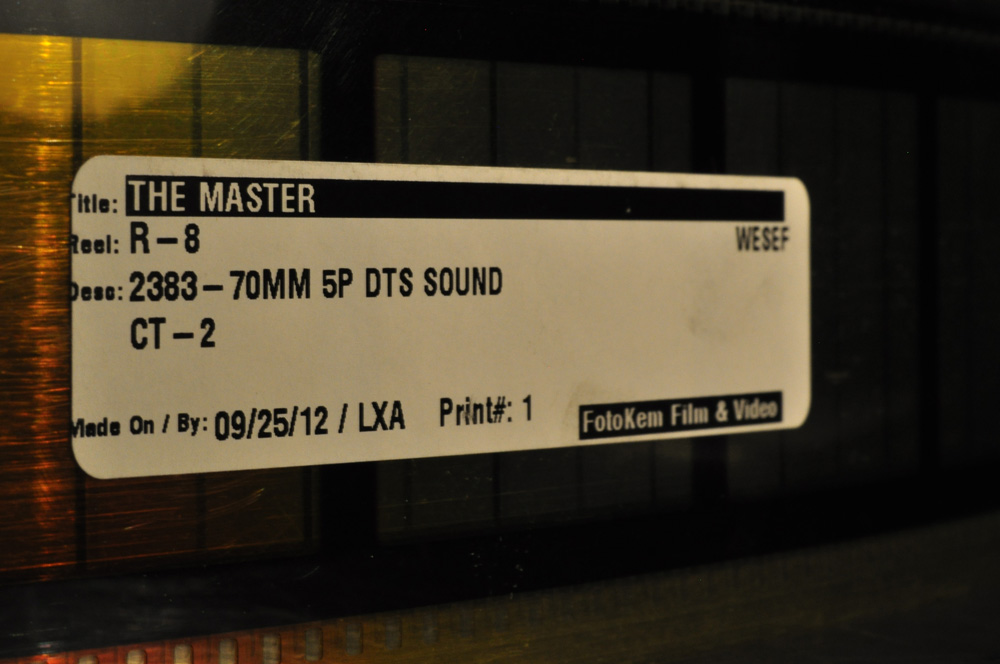 Title: THE MASTER
Reel: R-8
WESEF
Desc: 2383-70MM 5P DTS SOUND
CT-2
Made On / By: 09/25/12 / LXA Print#: 1
FotoKem Film & Video